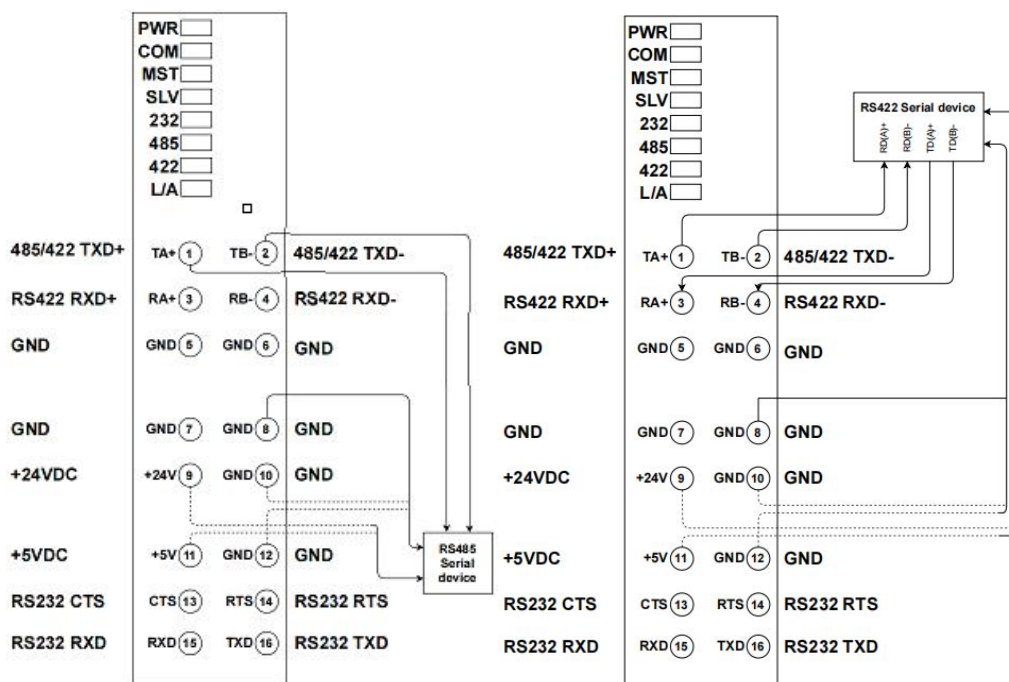 PWR
COM
MST
SLV
232
485
422
L/A
485/422 TXD+ TA+ 1 TB- 2 485/422 TXD-
RS422 RXD+ RA+ 3 RB- 4 RS422 RXD-
GND GND 5 GND 6 GND
GND GND 7 GND 8 GND
+24VDC +24V 9 GND 10 GND
+5VDC +5V 11 GND 12 GND
RS232 CTS CTS 13 RTS 14 RS232 RTS
RS232 RXD RXD 15 TXD 16 RS232 TXD
RS485
Serial
device
PWR
COM
MST
SLV
232
485
422
L/A
RS422 Serial device
RD(A)+
RD(B)-
TD(A)+
TD(B)-
485/422 TXD+ TA+ 1 TB- 2 485/422 TXD-
RS422 RXD+ RA+ 3 RB- 4 RS422 RXD-
GND GND 5 GND 6 GND
GND GND 7 GND 8 GND
+24VDC +24V 9 GND 10 GND
+5VDC +5V 11 GND 12 GND
RS232 CTS CTS 13 RTS 14 RS232 RTS
RS232 RXD RXD 15 TXD 16 RS232 TXD